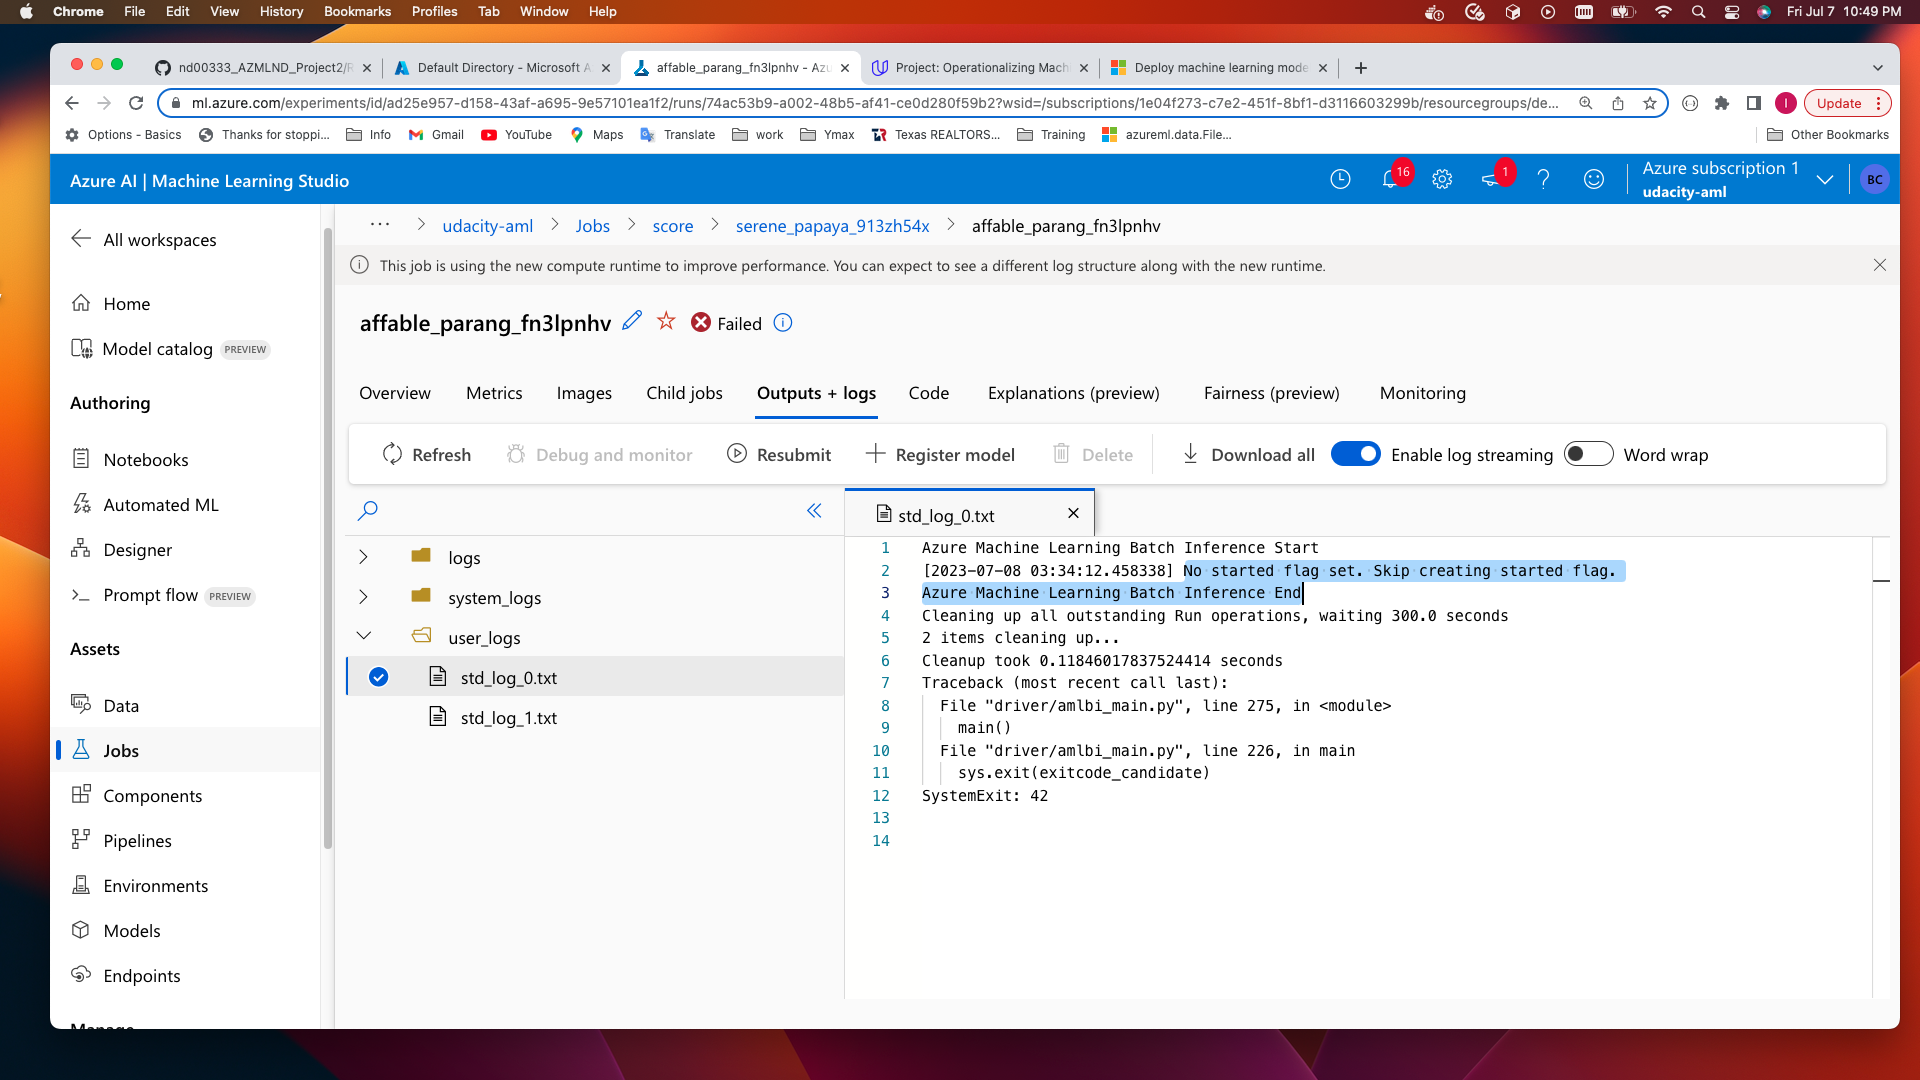 Chrome File Edit View History Bookmarks Profiles Tab Window Help
Fri Jul 7 10:49 PM
nd00333_AZMLND_Project2/R
Default Directory - Microsoft A
affable_parang_fn3lpnhv - Azu
Project: Operationalizing Mach
Deploy machine learning mode
ml.azure.com/experiments/id/ad25e957-d158-43af-a695-9e57101ea1f2/runs/74ac53b9-a002-48b5-af41-ce0d280f59b2?wsid=/subscriptions/1e04f273-c7e2-451f-8bf1-d3116603299b/resourcegroups/de...
I
Update
Options - Basics
Thanks for stoppi...
Info
Gmail
YouTube
Maps
Translate
work
Ymax
Texas REALTORS...
Training
azureml.data.File...
Other Bookmarks
Azure AI | Machine Learning Studio
16
1
Azure subscription 1
udacity-aml
BC
All workspaces
Home
Model catalog PREVIEW
Authoring
Notebooks
Automated ML
Designer
Prompt flow PREVIEW
Assets
Data
Jobs
Components
Pipelines
Environments
Models
Endpoints
Manage
... > udacity-aml > Jobs > score > serene_papaya_913zh54x > affable_parang_fn3lpnhv
This job is using the new compute runtime to improve performance. You can expect to see a different log structure along with the new runtime.
affable_parang_fn3lpnhv Failed
Overview Metrics Images Child jobs Outputs + logs Code Explanations (preview) Fairness (preview) Monitoring
Refresh Debug and monitor Resubmit Register model Delete Download all Enable log streaming Word wrap
logs
system_logs
user_logs
std_log_0.txt
std_log_1.txt
std_log_0.txt
1 Azure Machine Learning Batch Inference Start
2 [2023-07-08 03:34:12.458338] No started flag set. Skip creating started flag.
3 Azure Machine Learning Batch Inference End
4 Cleaning up all outstanding Run operations, waiting 300.0 seconds
5 2 items cleaning up...
6 Cleanup took 0.11846017837524414 seconds
7 Traceback (most recent call last):
8 File "driver/amlbi_main.py", line 275, in <module>
9 main()
10 File "driver/amlbi_main.py", line 226, in main
11 sys.exit(exitcode_candidate)
12 SystemExit: 42
13
14